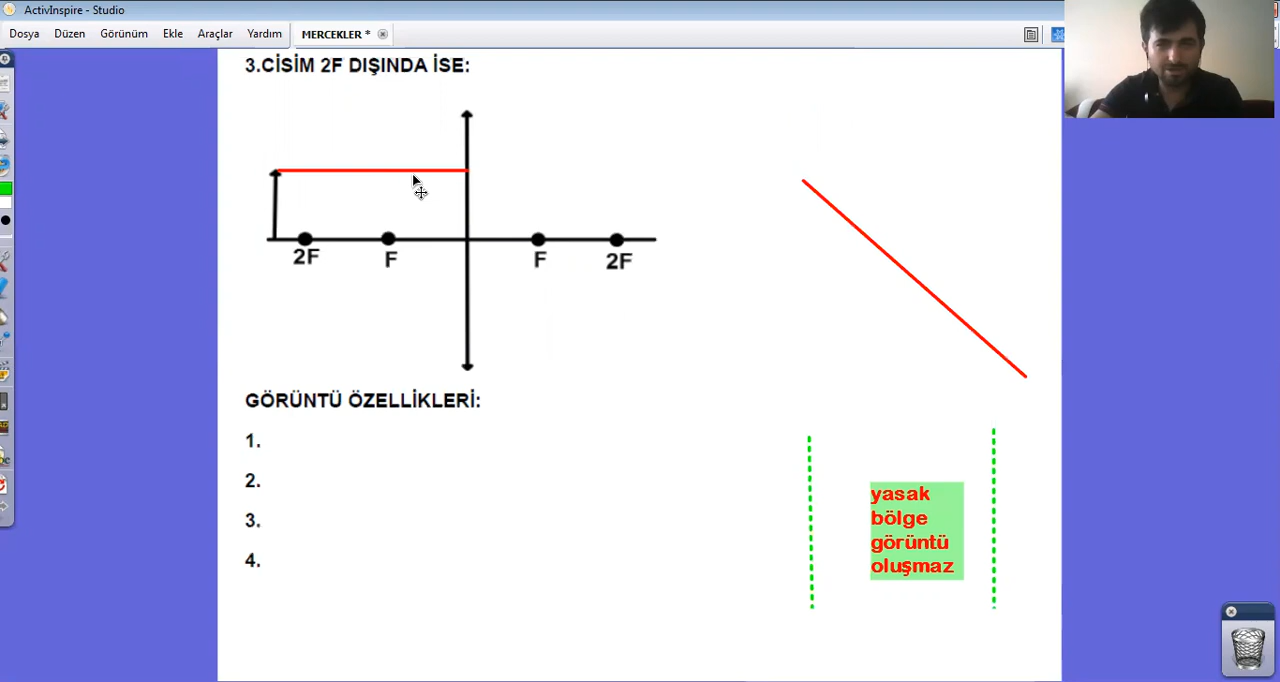 ActivInspire - Studio
Dosya Düzen Görünüm Ekle Araçlar Yardım MERCEKLER *
3.CİSİM 2F DIŞINDA İSE:
2F F F 2F
GÖRÜNTÜ ÖZELLİKLERİ:
1.
2.
3.
4.
yasak
bölge
görüntü
oluşmaz